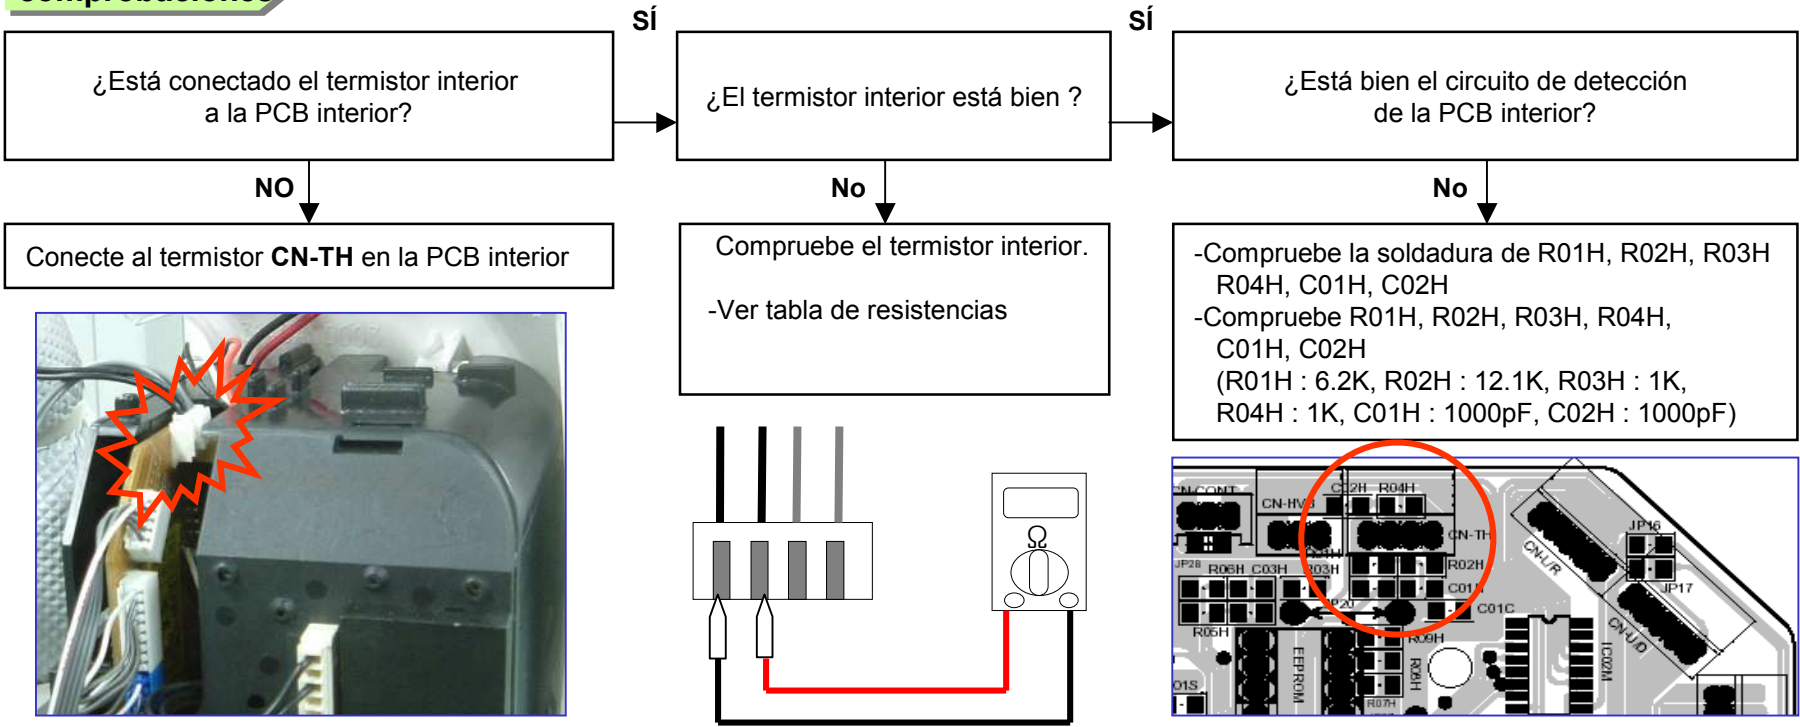 comprobaciones
SÍ
SÍ
¿Está conectado el termistor interior
a la PCB interior?
¿El termistor interior está bien ?
¿Está bien el circuito de detección
de la PCB interior?
NO
No
No
Conecte al termistor CN-TH en la PCB interior
Compruebe el termistor interior.
-Ver tabla de resistencias
-Compruebe la soldadura de R01H, R02H, R03H
R04H, C01H, C02H
-Compruebe R01H, R02H, R03H, R04H,
C01H, C02H
(R01H : 6.2K, R02H : 12.1K, R03H : 1K,
R04H : 1K, C01H : 1000pF, C02H : 1000pF)
Ω
CN-CONT
C02H R04H
CN-TH
JP16
CN-L/R
JP28
R06H C03H R03H
R02H
C01H
JP17
C01C
R05H
R09H
CN-U/D
EEPROM
R08H
IC02M
01S
R07H